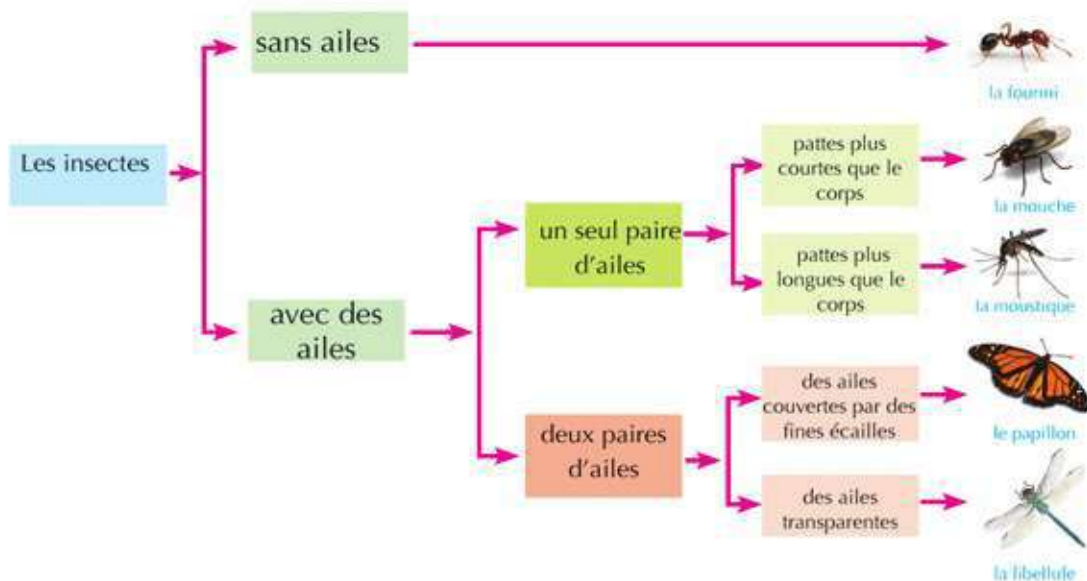 sans ailes
la fourmi
Les insectes
pattes plus
courtes que le
corps
la mouche
un seul paire
d'ailes
pattes plus
longues que le
corps
la moustique
avec des
ailes
des ailes
couvertes par des
fines écailles
le papillon
deux paires
d'ailes
des ailes
transparentes
la libellule